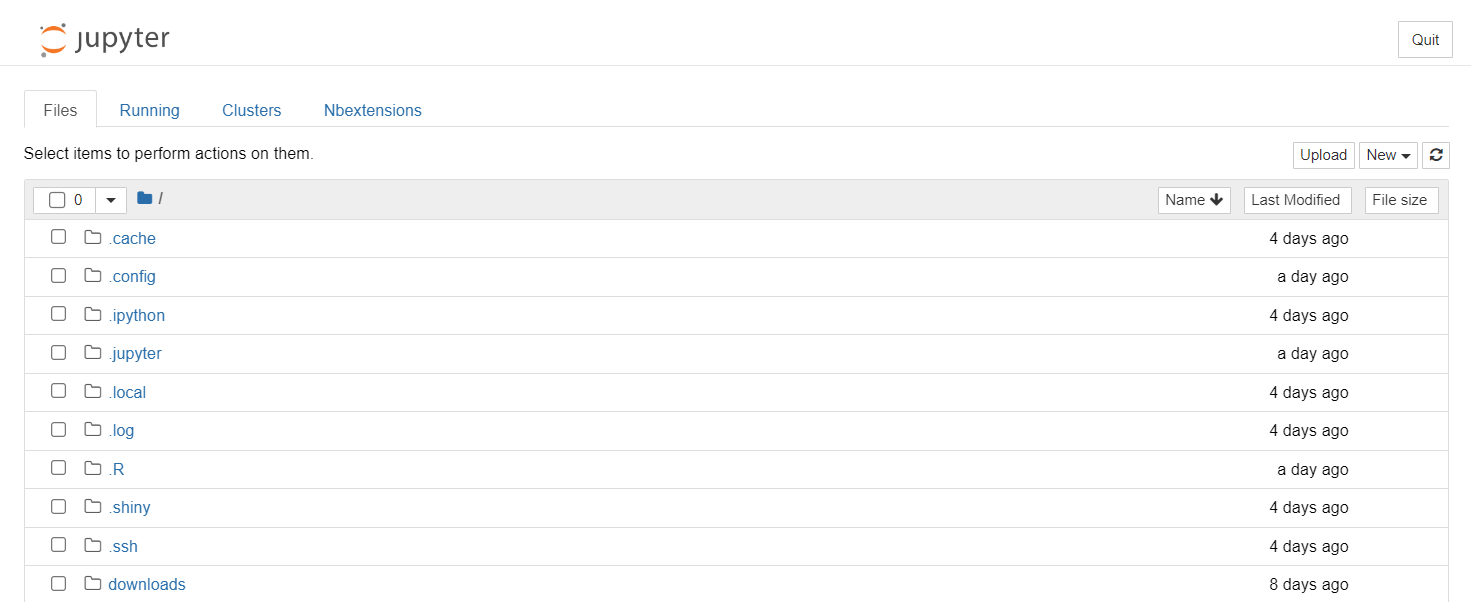 jupyter
Quit
Files Running Clusters Nbextensions
Select items to perform actions on them.
Upload New
0 / Name Last Modified File size
.cache 4 days ago
.config a day ago
.ipython 4 days ago
.jupyter a day ago
.local 4 days ago
.log 4 days ago
.R a day ago
.shiny 4 days ago
.ssh 4 days ago
downloads 8 days ago